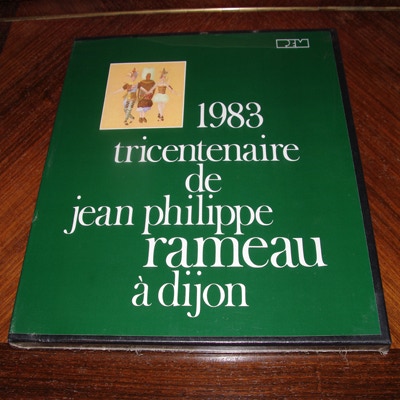 1983
tricentenaire
de
jean philippe
rameau
à dijon